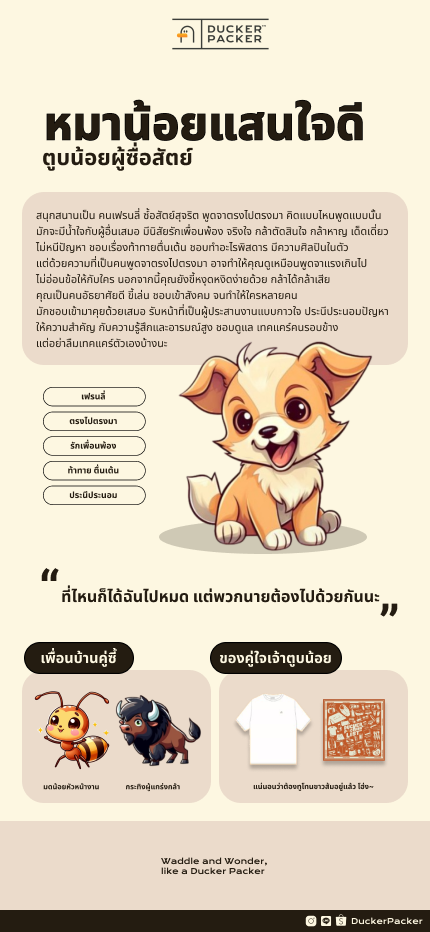 DUCKER
PACKER
หมาน้อยแสนใจดี
ตูบน้อยผู้ซื่อสัตย์
สนุกสนานเป็น คนเฟรนลี่ ซื้อสัตย์สุจริต พูดจาตรงไปตรงมา คิดแบบไหนพูดแบบนั้น
มักจะมีน้ำใจกับผู้อื่นเสมอ มีนิสัยรักเพื่อนพ้อง จริงใจ กล้าตัดสินใจ กล้าหาญ เด็ดเดี่ยว
ไม่หนีปัญหา ชอบเรื่องท้าทายตื่นเต้น ชอบทำอะไรพิสดาร มีความศิลปินในตัว
แต่ด้วยความที่เป็นคนพูดจาตรงไปตรงมา อาจทำให้คุณดูเหมือนพูดจาแรงเกินไป
ไม่อ่อนข้อให้กับใคร นอกจากนี้คุณยังขี้หงุดหงิดง่ายด้วย กล้าได้กล้าเสีย
คุณเป็นคนอัธยาศัยดี ขี้เล่น ชอบเข้าสังคม จนทำให้ใครหลายคน
มักชอบเข้ามาคุยด้วยเสมอ รับหน้าที่เป็นผู้ประสานงานแบบกาวใจ ประนีประนอมปัญหา
ให้ความสำคัญ กับความรู้สึกและอารมณ์สูง ชอบดูแล เทคแคร์คนรอบข้าง
แต่อย่าลืมเทคแคร์ตัวเองบ้างนะ
เฟรนลี่
ตรงไปตรงมา
รักเพื่อนพ้อง
ท้าทาย ตื่นเต้น
ประนีประนอม
“ที่ไหนก็ได้ฉันไปหมด แต่พวกนายต้องไปด้วยกันนะ”
เพื่อนบ้านคู่ซี้
ของคู่ใจเจ้าตูบน้อย
มดน้อยหัวหน้างาน
กระทิงผู้แกร่งกล้า
แน่นอนว่าต้องทูโทนขาวส้มอยู่แล้ว โฮ่ง~
Waddle and Wonder,
like a Ducker Packer
DuckerPacker